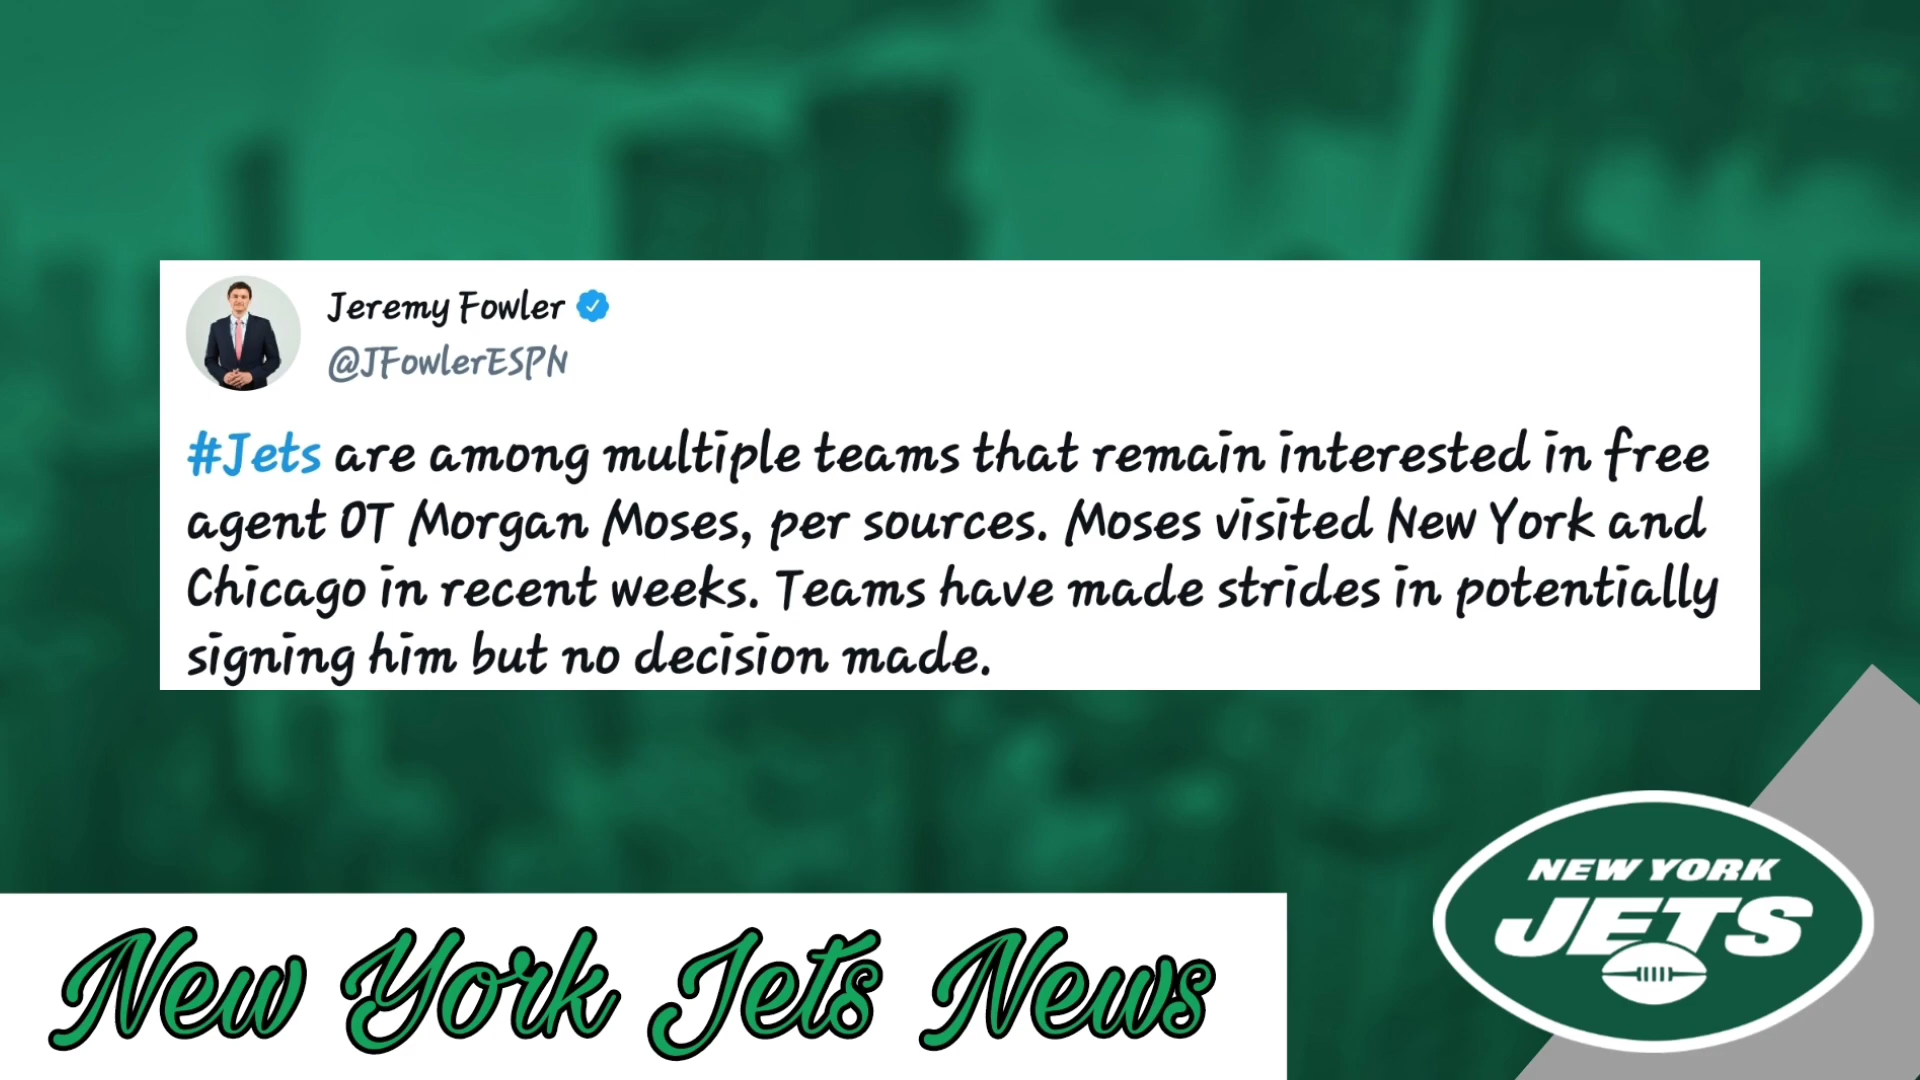 Jeremy Fowler
@JFowlerESPN
#Jets are among multiple teams that remain interested in free
agent OT Morgan Moses, per sources. Moses visited New York and
Chicago in recent weeks. Teams have made strides in potentially
signing him but no decision made.
New York Jets News
NEW YORK
JETS